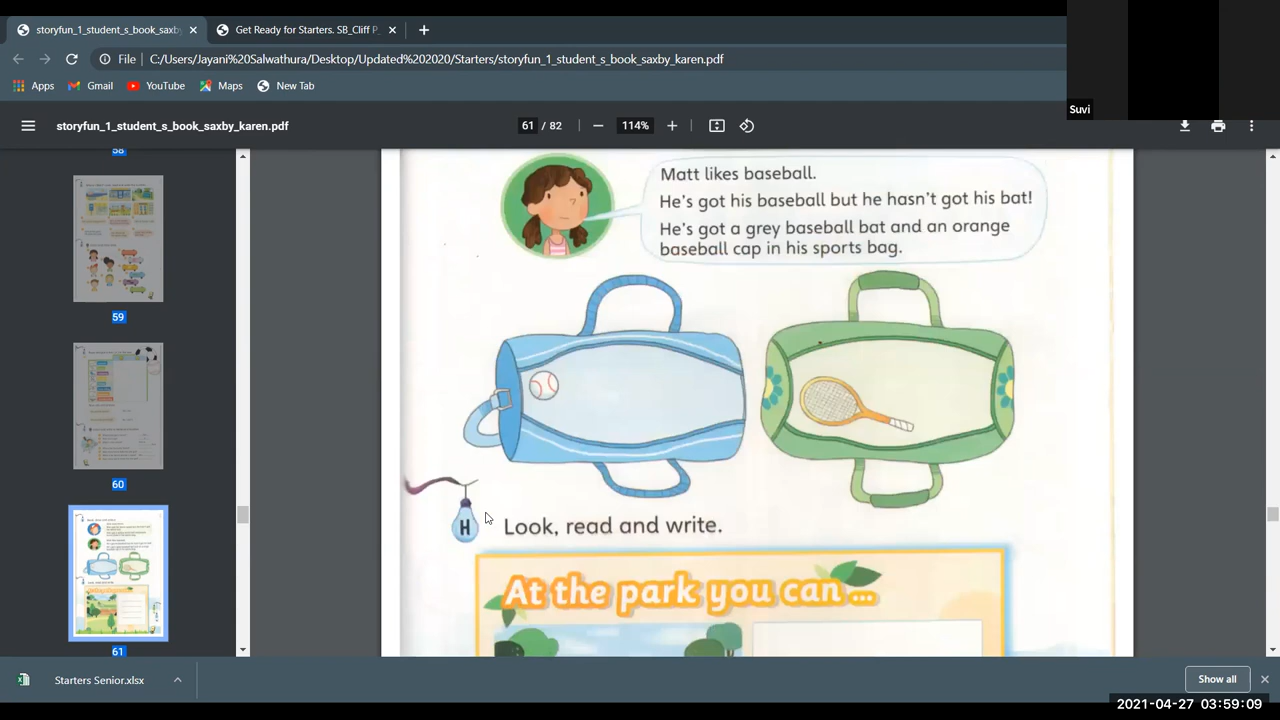 storyfun_1_student_s_book_saxby
Get Ready for Starters. SB_Cliff P
File
C:/Users/Jayani%20Salwathura/Desktop/Updated%202020/Starters/storyfun_1_student_s_book_saxby_karen.pdf
Apps
Gmail
YouTube
Maps
New Tab
Suvi
storyfun_1_student_s_book_saxby_karen.pdf
61 / 82
114%
58
59
60
61
Matt likes baseball.
He's got his baseball but he hasn't got his bat!
He's got a grey baseball bat and an orange
baseball cap in his sports bag.
H
Look, read and write.
At the park you can ...
Starters Senior.xlsx
Show all
2021-04-27 03:59:09